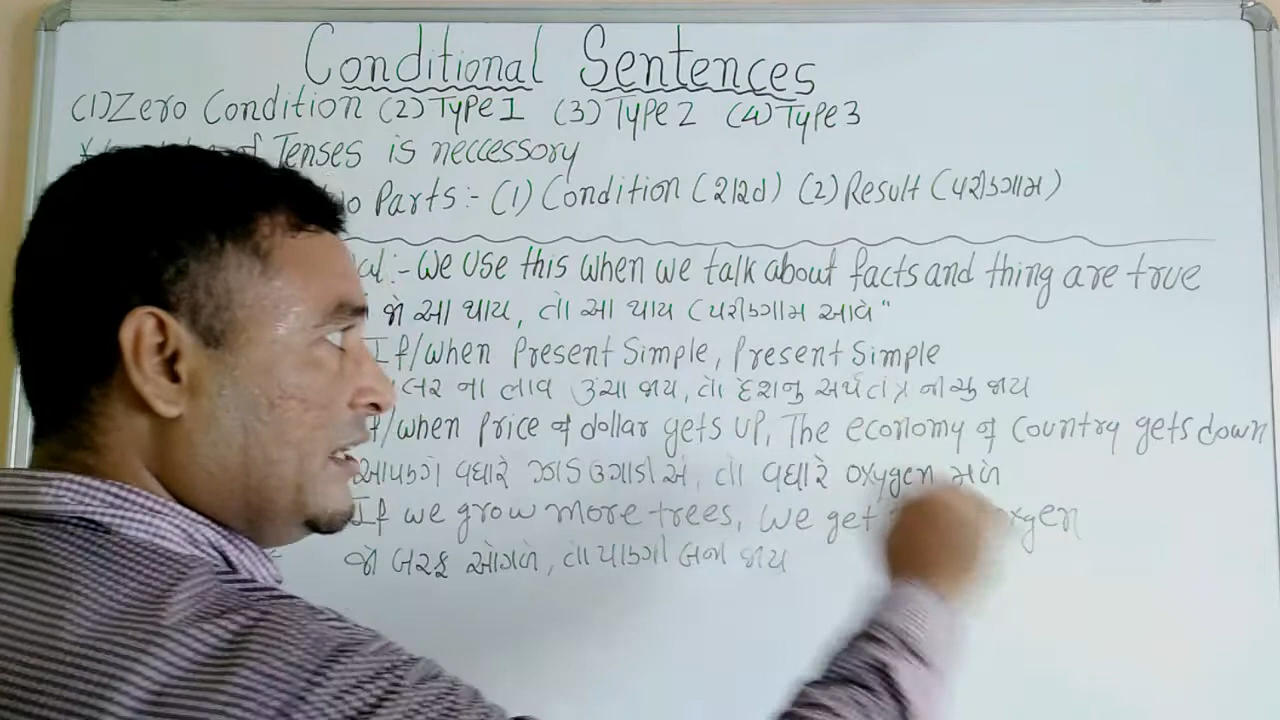 Conditional Sentences
(1) Zero Condition (2) Type 1 (3) Type 2 (4) Type 3
of Tenses is neccessory
Parts :- (1) Condition (શરત) (2) Result (પરીણામ)
:- We use this when we talk about facts and thing are true
જો આ થાય, તો આ થાય (પરીણામ આવે"
If/when Present Simple, Present Simple
ના ભાવ ઉંચા જાય, તો દેશનુ અર્થતંત્ર નીચુ જાય
/when Price of dollar gets up, The economy of country gets down
આપણે વધારે ઝાડ ઉગાડીએ, તો વધારે oxygen મળે
If we grow more trees, we get
જો બરફ ઓગળે, તો પાણી બની જાય